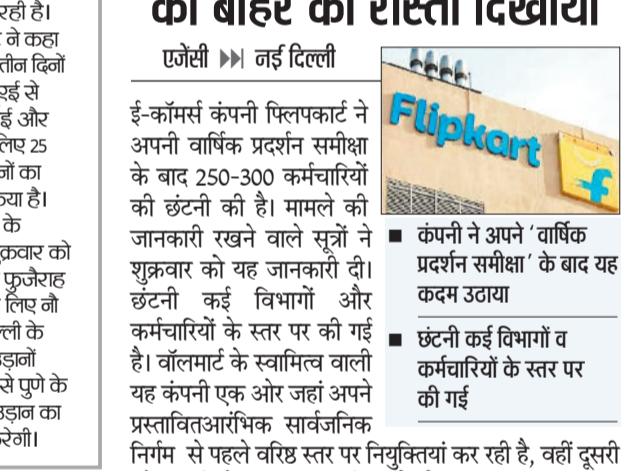 रही है।
ने कहा
तीन दिनों
ई और
लिए 25
नों का
के
क्रवार को
फुजैराह
लिए नौ
ल्ली के
ड़ानों
से पुणे के
उड़ान का
रेगी।
को बाहर का रास्ता दिखाया
एजेंसी ▶▶ नई दिल्ली
ई-कॉमर्स कंपनी फ्लिपकार्ट ने
अपनी वार्षिक प्रदर्शन समीक्षा
के बाद 250-300 कर्मचारियों
की छंटनी की है। मामले की
जानकारी रखने वाले सूत्रों ने
शुक्रवार को यह जानकारी दी।
छंटनी कई विभागों और
कर्मचारियों के स्तर पर की गई
है। वॉलमार्ट के स्वामित्व वाली
यह कंपनी एक ओर जहां अपने
प्रस्तावितआरंभिक सार्वजनिक
निर्गम से पहले वरिष्ठ स्तर पर नियुक्तियां कर रही है, वहीं दूसरी
Flipkart
f
■ कंपनी ने अपने 'वार्षिक
प्रदर्शन समीक्षा' के बाद यह
कदम उठाया
■ छंटनी कई विभागों व
कर्मचारियों के स्तर पर
की गई